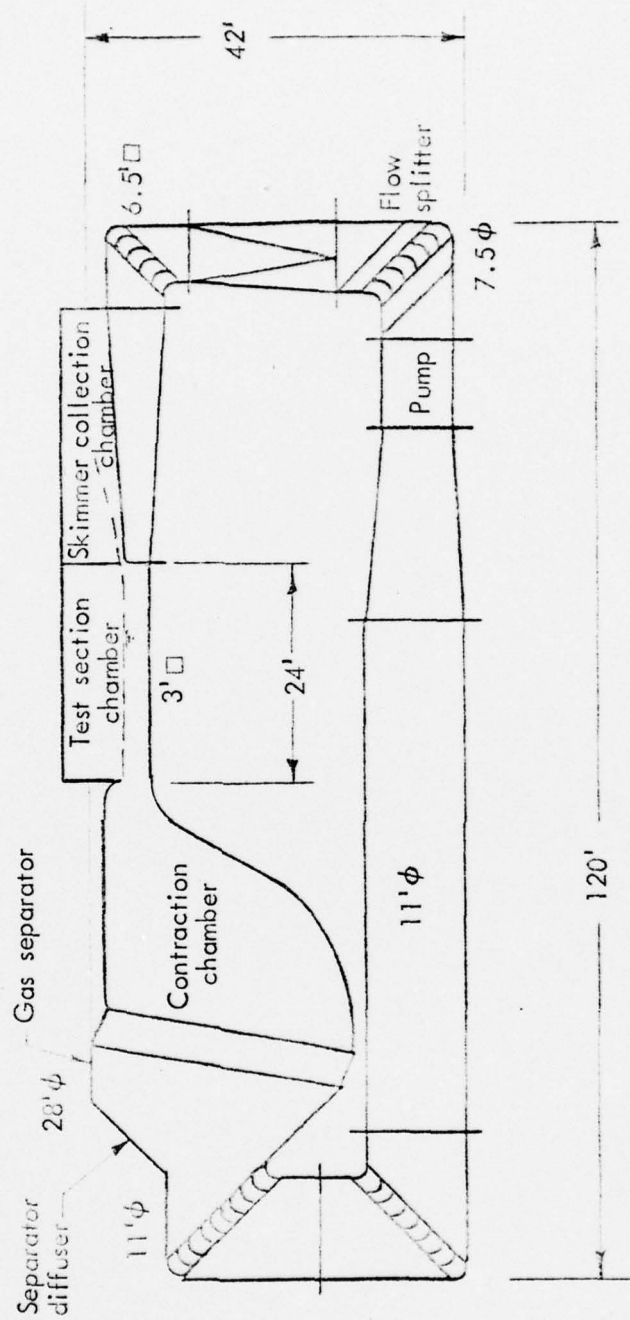 Separator
diffuser
Gas separator
28'ϕ
11'ϕ
Contraction
chamber
Test section
chamber
Skimmer collection
chamber
6.5'□
42'
3'□
24'
Flow
splitter
Pump
7.5ϕ
11'ϕ
120'